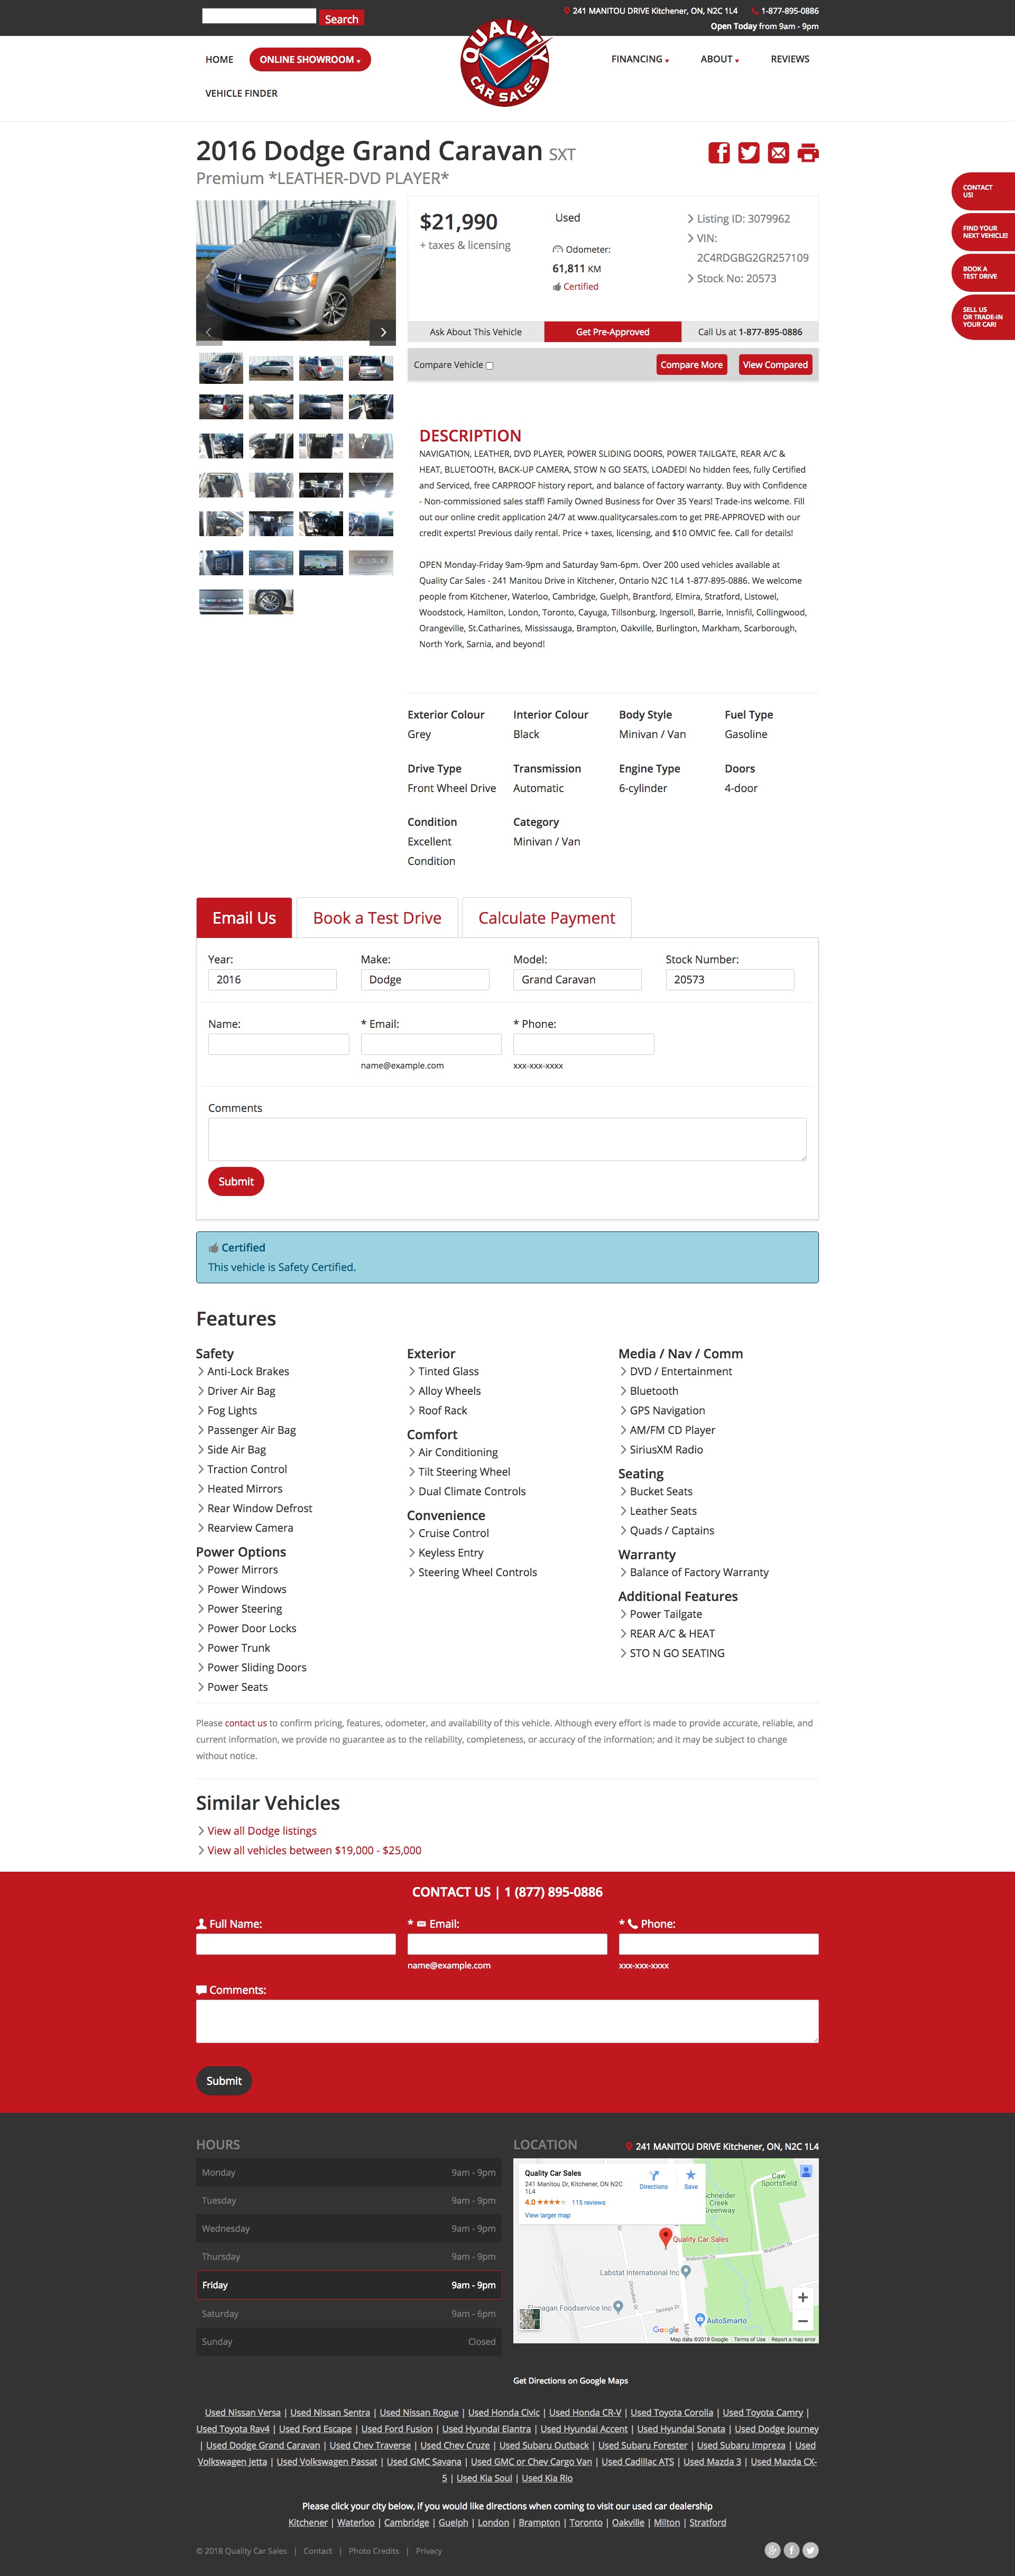 Search
241 MANITOU DRIVE Kitchener, ON, N2C 1L4
1-877-895-0886
Open Today from 9am - 9pm
HOME
ONLINE SHOWROOM
QUALITY
CAR SALES
FINANCING
ABOUT
REVIEWS
VEHICLE FINDER
2016 Dodge Grand Caravan SXT
Premium *LEATHER-DVD PLAYER*
CONTACT
US!
FIND YOUR
NEXT VEHICLE!
BOOK A
TEST DRIVE
SELL US
OR TRADE-IN
YOUR CAR!
$21,990
+ taxes & licensing
Used
Odometer:
61,811 KM
Certified
Listing ID: 3079962
VIN:
2C4RDGBG2GR257109
Stock No: 20573
Ask About This Vehicle
Get Pre-Approved
Call Us at 1-877-895-0886
Compare Vehicle
Compare More
View Compared
DESCRIPTION
NAVIGATION, LEATHER, DVD PLAYER, POWER SLIDING DOORS, POWER TAILGATE, REAR A/C &
HEAT, BLUETOOTH, BACK-UP CAMERA, STOW N GO SEATS, LOADED! No hidden fees, fully Certified
and Serviced, free CARPROOF history report, and balance of factory warranty. Buy with Confidence
- Non-commissioned sales staff! Family Owned Business for Over 35 Years! Trade-ins welcome. Fill
out our online credit application 24/7 at www.qualitycarsales.com to get PRE-APPROVED with our
credit experts! Previous daily rental. Price + taxes, licensing, and $10 OMVIC fee. Call for details!
OPEN Monday-Friday 9am-9pm and Saturday 9am-6pm. Over 200 used vehicles available at
Quality Car Sales - 241 Manitou Drive in Kitchener, Ontario N2C 1L4 1-877-895-0886. We welcome
people from Kitchener, Waterloo, Cambridge, Guelph, Brantford, Elmira, Stratford, Listowel,
Woodstock, Hamilton, London, Toronto, Cayuga, Tillsonburg, Ingersoll, Barrie, Innisfil, Collingwood,
Orangeville, St.Catharines, Mississauga, Brampton, Oakville, Burlington, Markham, Scarborough,
North York, Sarnia, and beyond!
Exterior Colour
Grey
Interior Colour
Black
Body Style
Minivan / Van
Fuel Type
Gasoline
Drive Type
Front Wheel Drive
Transmission
Automatic
Engine Type
6-cylinder
Doors
4-door
Condition
Excellent
Condition
Category
Minivan / Van
Email Us
Book a Test Drive
Calculate Payment
Year:
2016
Make:
Dodge
Model:
Grand Caravan
Stock Number:
20573
Name:
* Email:
name@example.com
* Phone:
xxx-xxx-xxxx
Comments
Submit
Certified
This vehicle is Safety Certified.
Features
Safety
Anti-Lock Brakes
Driver Air Bag
Fog Lights
Passenger Air Bag
Side Air Bag
Traction Control
Heated Mirrors
Rear Window Defrost
Rearview Camera
Power Options
Power Mirrors
Power Windows
Power Steering
Power Door Locks
Power Trunk
Power Sliding Doors
Power Seats
Exterior
Tinted Glass
Alloy Wheels
Roof Rack
Comfort
Air Conditioning
Tilt Steering Wheel
Dual Climate Controls
Convenience
Cruise Control
Keyless Entry
Steering Wheel Controls
Media / Nav / Comm
DVD / Entertainment
Bluetooth
GPS Navigation
AM/FM CD Player
SiriusXM Radio
Seating
Bucket Seats
Leather Seats
Quads / Captains
Warranty
Balance of Factory Warranty
Additional Features
Power Tailgate
REAR A/C & HEAT
STO N GO SEATING
Please contact us to confirm pricing, features, odometer, and availability of this vehicle. Although every effort is made to provide accurate, reliable, and
current information, we provide no guarantee as to the reliability, completeness, or accuracy of the information; and it may be subject to change
without notice.
Similar Vehicles
View all Dodge listings
View all vehicles between $19,000 - $25,000
CONTACT US | 1 (877) 895-0886
Full Name:
* Email:
name@example.com
* Phone:
xxx-xxx-xxxx
Comments:
Submit
HOURS
Monday 9am - 9pm
Tuesday 9am - 9pm
Wednesday 9am - 9pm
Thursday 9am - 9pm
Friday 9am - 9pm
Saturday 9am - 6pm
Sunday Closed
LOCATION
241 MANITOU DRIVE Kitchener, ON, N2C 1L4
Quality Car Sales
241 Manitou Dr, Kitchener, ON N2C
1L4
4.0 115 reviews
View larger map
Directions
Save
Caw
Sportsfield
Schneider
Creek
Greenway
Quality Car Sales
Wabanaki Dr
Wabanaki Dr
Labstat International Inc
Flanagan Foodservice Inc
Sasaga Dr
AutoSmarto
Google
Map data ©2018 Google
Terms of Use
Report a map error
Get Directions on Google Maps
Used Nissan Versa | Used Nissan Sentra | Used Nissan Rogue | Used Honda Civic | Used Honda CR-V | Used Toyota Corolla | Used Toyota Camry |
Used Toyota Rav4 | Used Ford Escape | Used Ford Fusion | Used Hyundai Elantra | Used Hyundai Accent | Used Hyundai Sonata | Used Dodge Journey
| Used Dodge Grand Caravan | Used Chev Traverse | Used Chev Cruze | Used Subaru Outback | Used Subaru Forester | Used Subaru Impreza | Used
Volkswagen Jetta | Used Volkswagen Passat | Used GMC Savana | Used GMC or Chev Cargo Van | Used Cadillac ATS | Used Mazda 3 | Used Mazda CX-
5 | Used Kia Soul | Used Kia Rio
Please click your city below, if you would like directions when coming to visit our used car dealership
Kitchener | Waterloo | Cambridge | Guelph | London | Brampton | Toronto | Oakville | Milton | Stratford
© 2018 Quality Car Sales | Contact | Photo Credits | Privacy